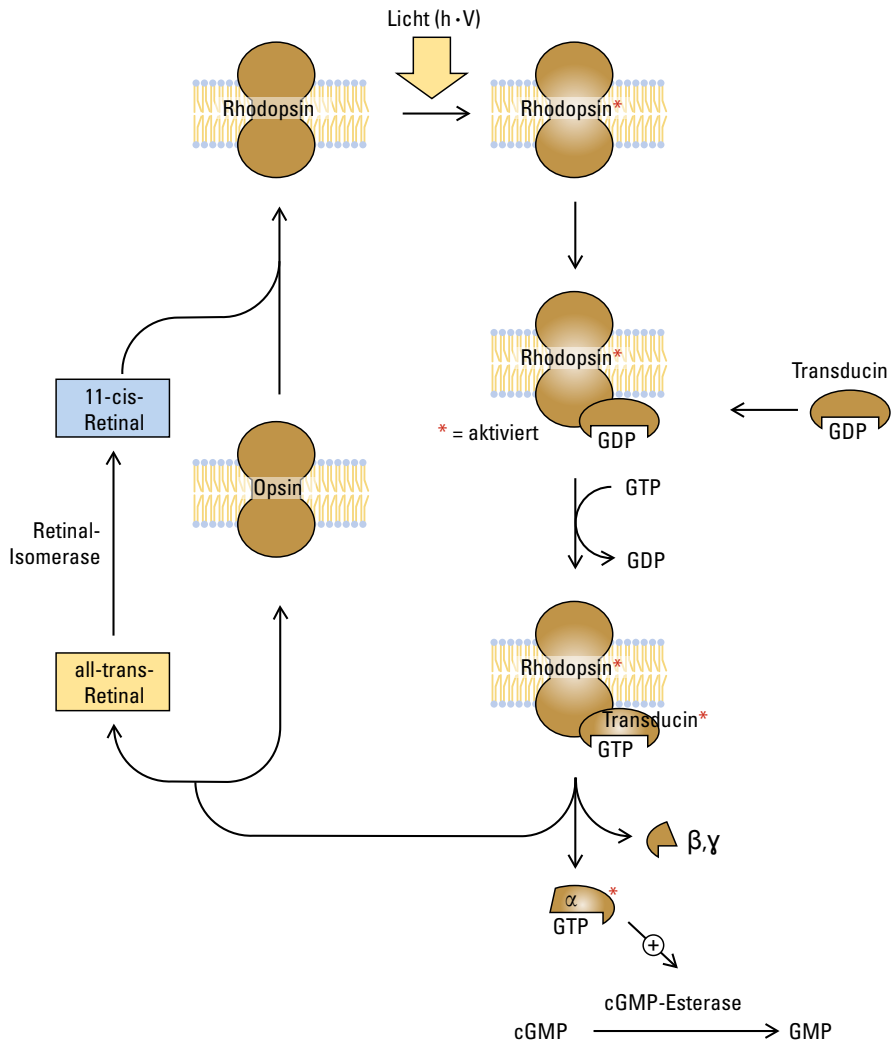 Licht (h · V)
Rhodopsin
Rhodopsin*
Rhodopsin*
Transducin
GDP
GDP
* = aktiviert
11-cis-
Retinal
Opsin
GTP
GDP
Retinal-
Isomerase
all-trans-
Retinal
Rhodopsin*
Transducin*
GTP
β,γ
α
*
GTP
+
cGMP-Esterase
cGMP
GMP